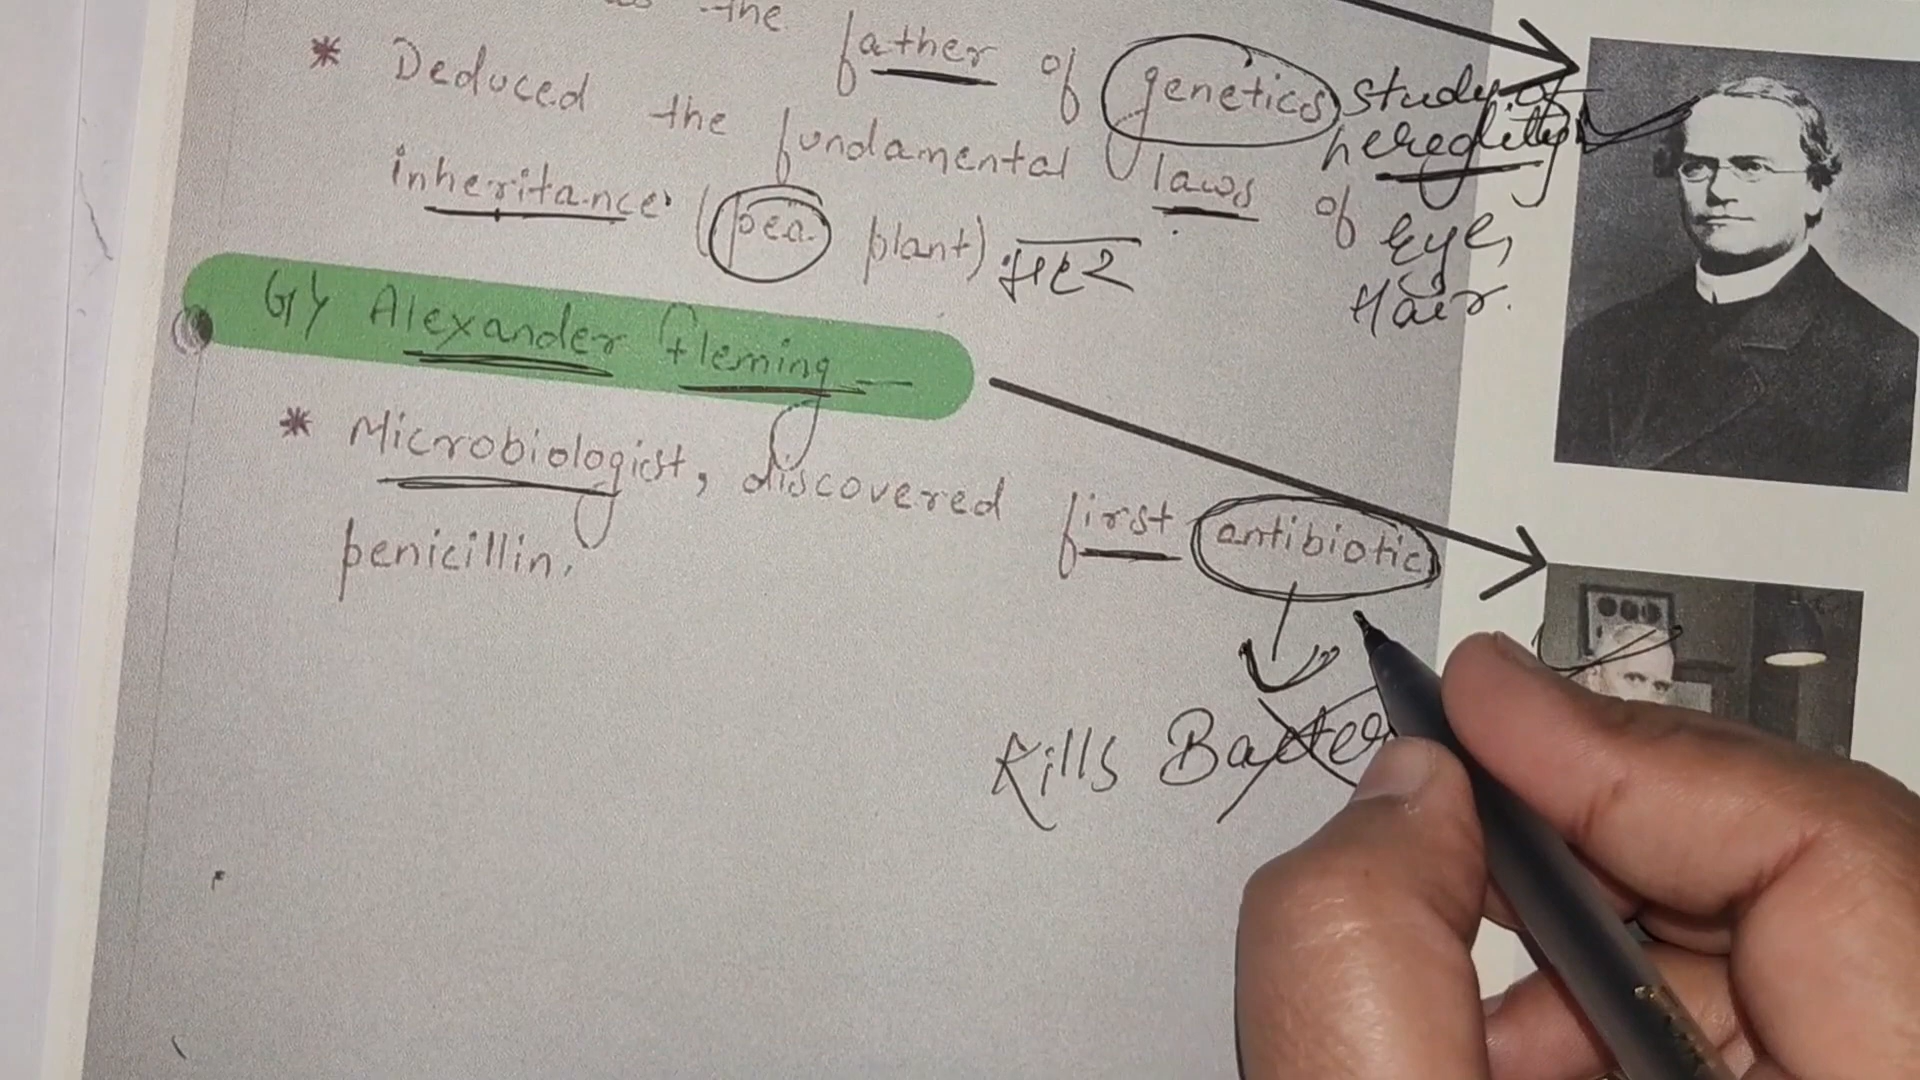 the father of genetics
study of
heredity
* Deduced the fundamental laws of
Eye,
Hair.
inheritance. (pea plant) मटर
6) Alexander Fleming —
* Microbiologist, discovered first antibiotic
penicillin.
Kills